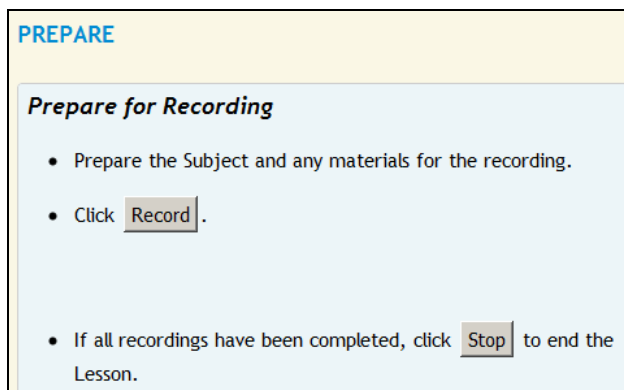 PREPARE
Prepare for Recording
• Prepare the Subject and any materials for the recording.
• Click Record .
• If all recordings have been completed, click Stop to end the
Lesson.